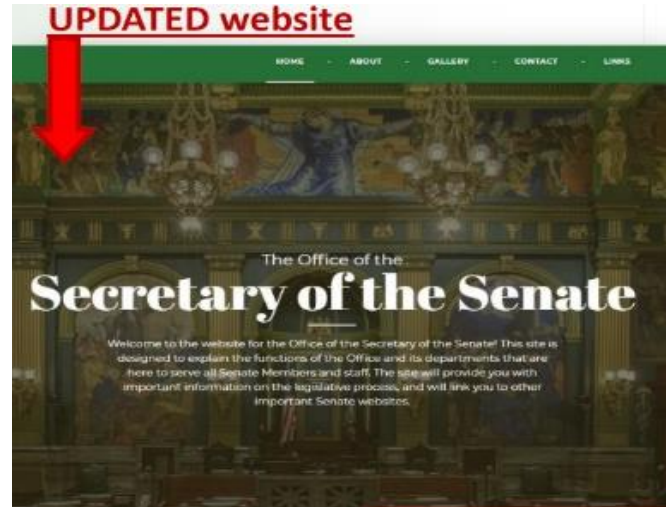 UPDATED website
HOME - ABOUT - GALLERY - CONTACT - LINKS
The Office of the
Secretary of the Senate
Welcome to the website for the Office of the Secretary of the Senate! This site is
designed to explain the functions of the Office and its departments that are
here to serve all Senate Members and staff. The site will provide you with
important information on the legislative process, and will link you to other
important Senate websites.